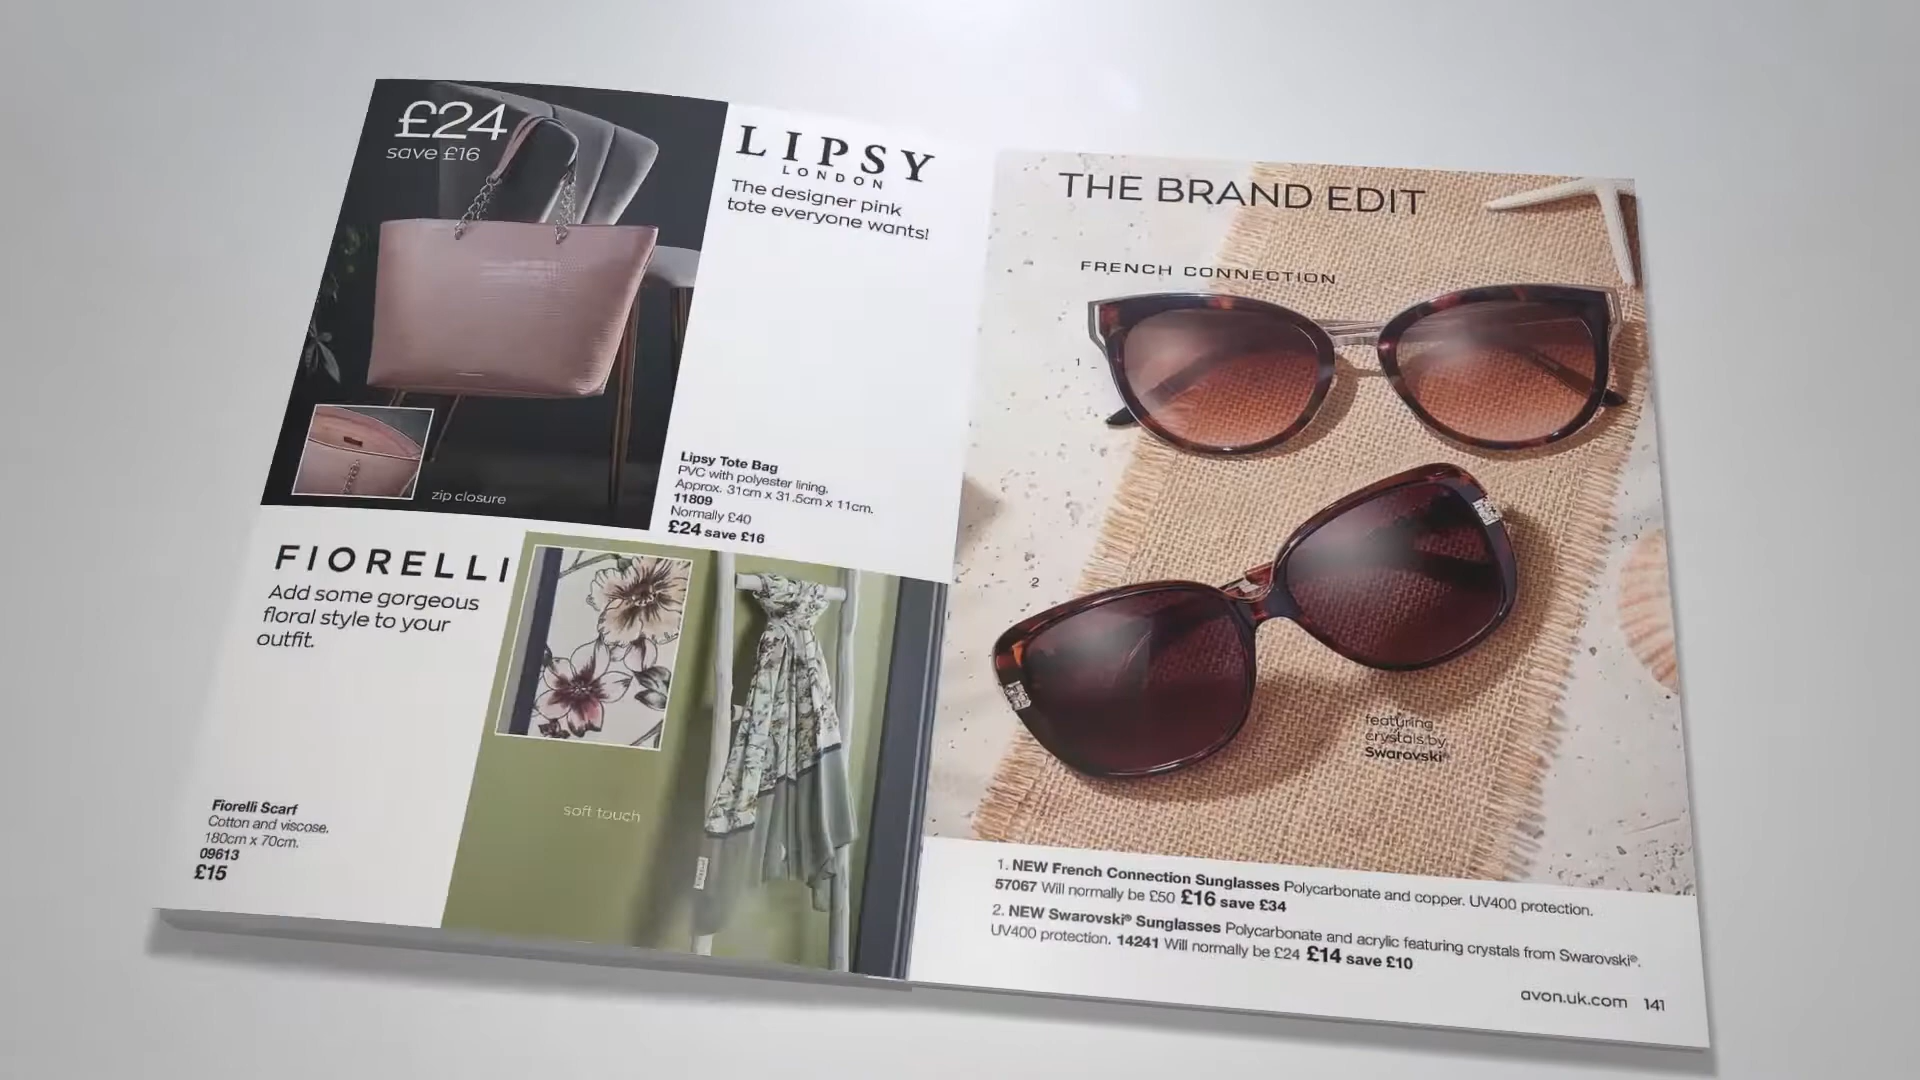 £24
save £16
zip closure
LIPSY
LONDON
The designer pink
tote everyone wants!
Lipsy Tote Bag
PVC with polyester lining.
Approx. 31cm x 31.5cm x 11cm.
11809
Normally £40
£24 save £16
FIORELLI
Add some gorgeous
floral style to your
outfit.
Fiorelli Scarf
Cotton and viscose.
180cm x 70cm.
09613
£15
soft touch
THE BRAND EDIT
FRENCH CONNECTION
1
2
featuring
crystals by
Swarovski®
1. NEW French Connection Sunglasses Polycarbonate and copper. UV400 protection.
57067 Will normally be £50 £16 save £34
2. NEW Swarovski® Sunglasses Polycarbonate and acrylic featuring crystals from Swarovski®.
UV400 protection. 14241 Will normally be £24 £14 save £10
avon.uk.com 141